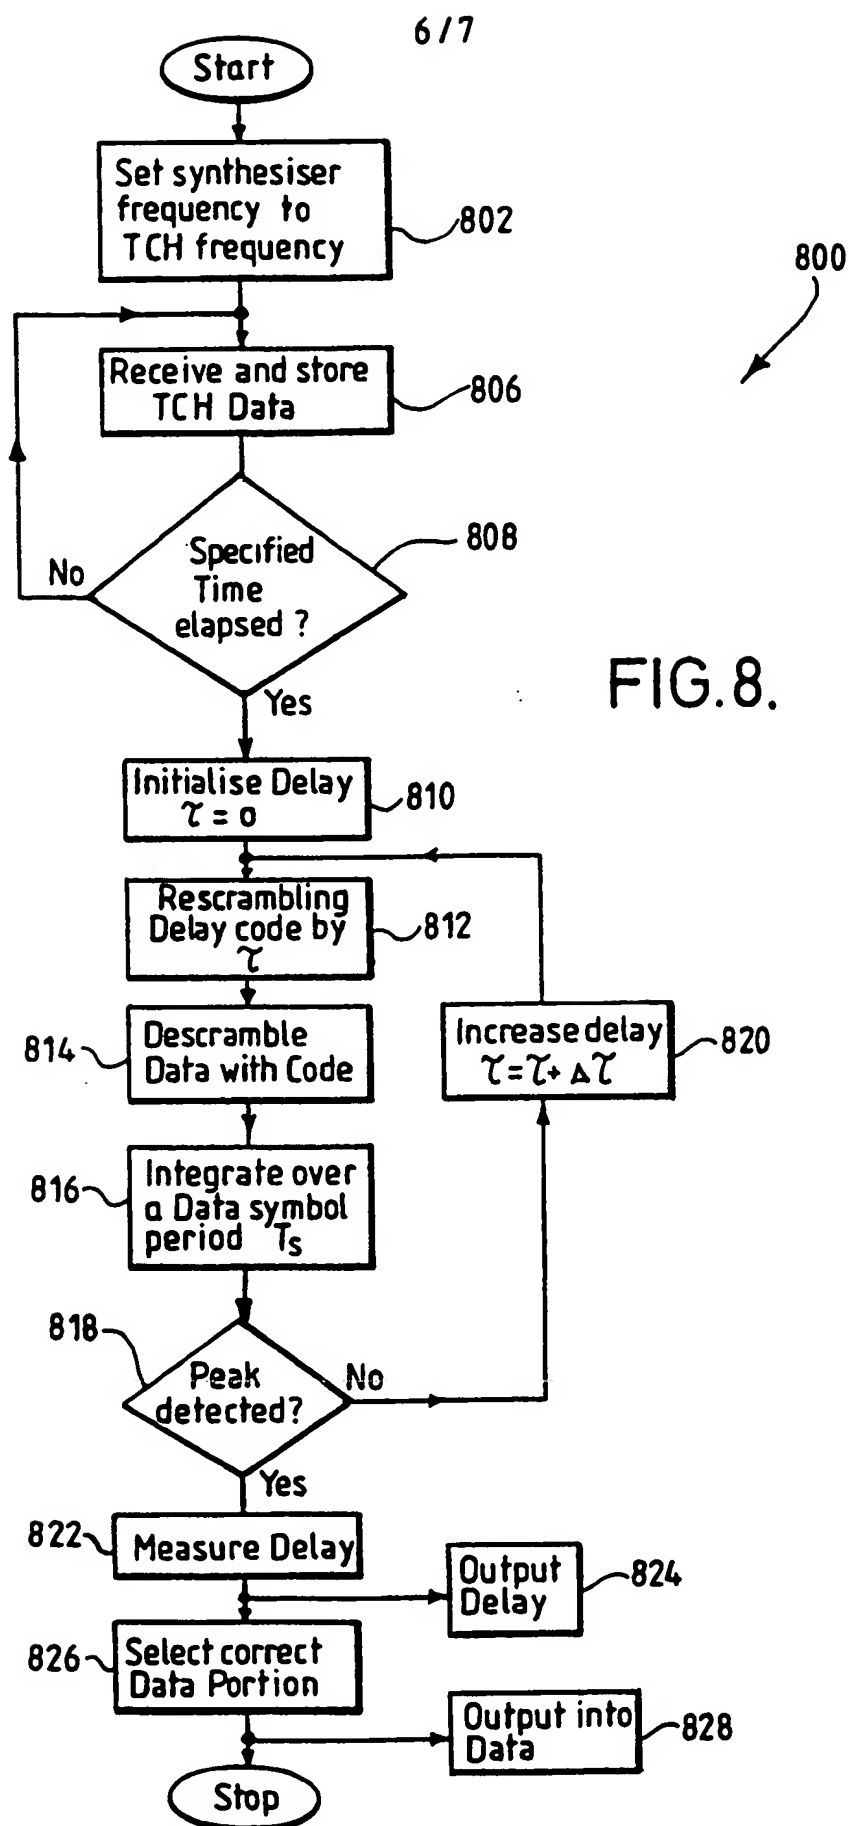 6/7
Start
Set synthesiser
frequency to
TCH frequency
802
800
Receive and store
TCH Data
806
Specified
Time
elapsed ?
808
No
Yes
FIG.8.
Initialise Delay
τ = o
810
Rescrambling
Delay code by
τ
812
814
Descramble
Data with Code
Increase delay
τ=τ+ Δτ
820
816
Integrate over
a Data symbol
period Ts
818
Peak
detected?
No
Yes
822
Measure Delay
Output
Delay
824
826
Select correct
Data Portion
Output into
Data
828
Stop